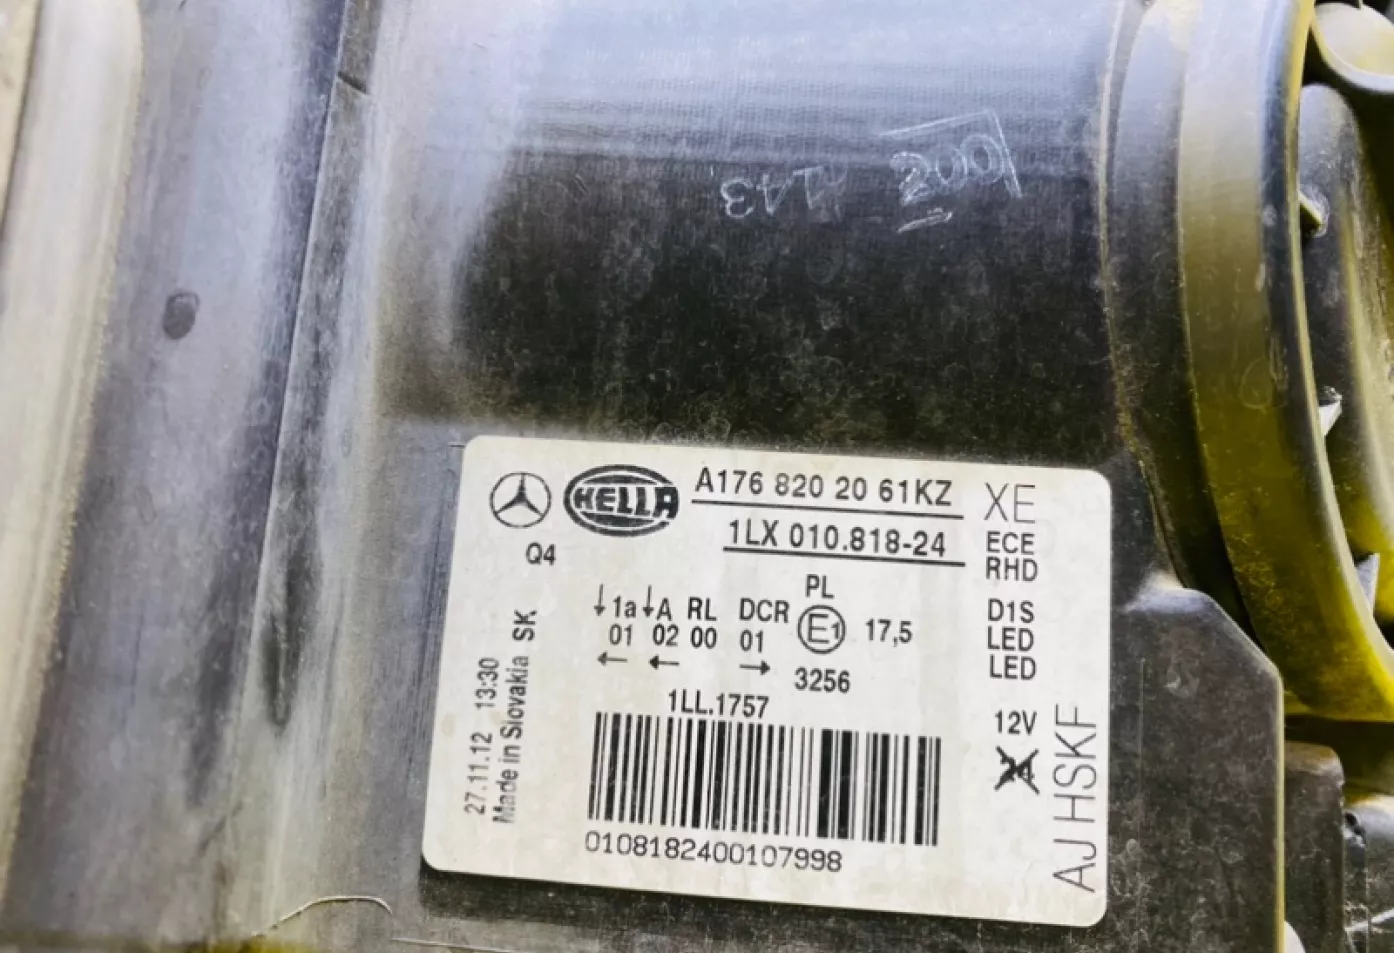 HELLA
A176 820 20 61KZ
1LX 010.818-24
XE
ECE
RHD
Q4
PL
↓1a ↓A RL DCR E1 17,5
01 02 00 01
← ← → 3256
D1S
LED
LED
1LL.1757
12V
0108182400107998
27.11.12 13:30
Made in Slovakia SK
AJ HSKF